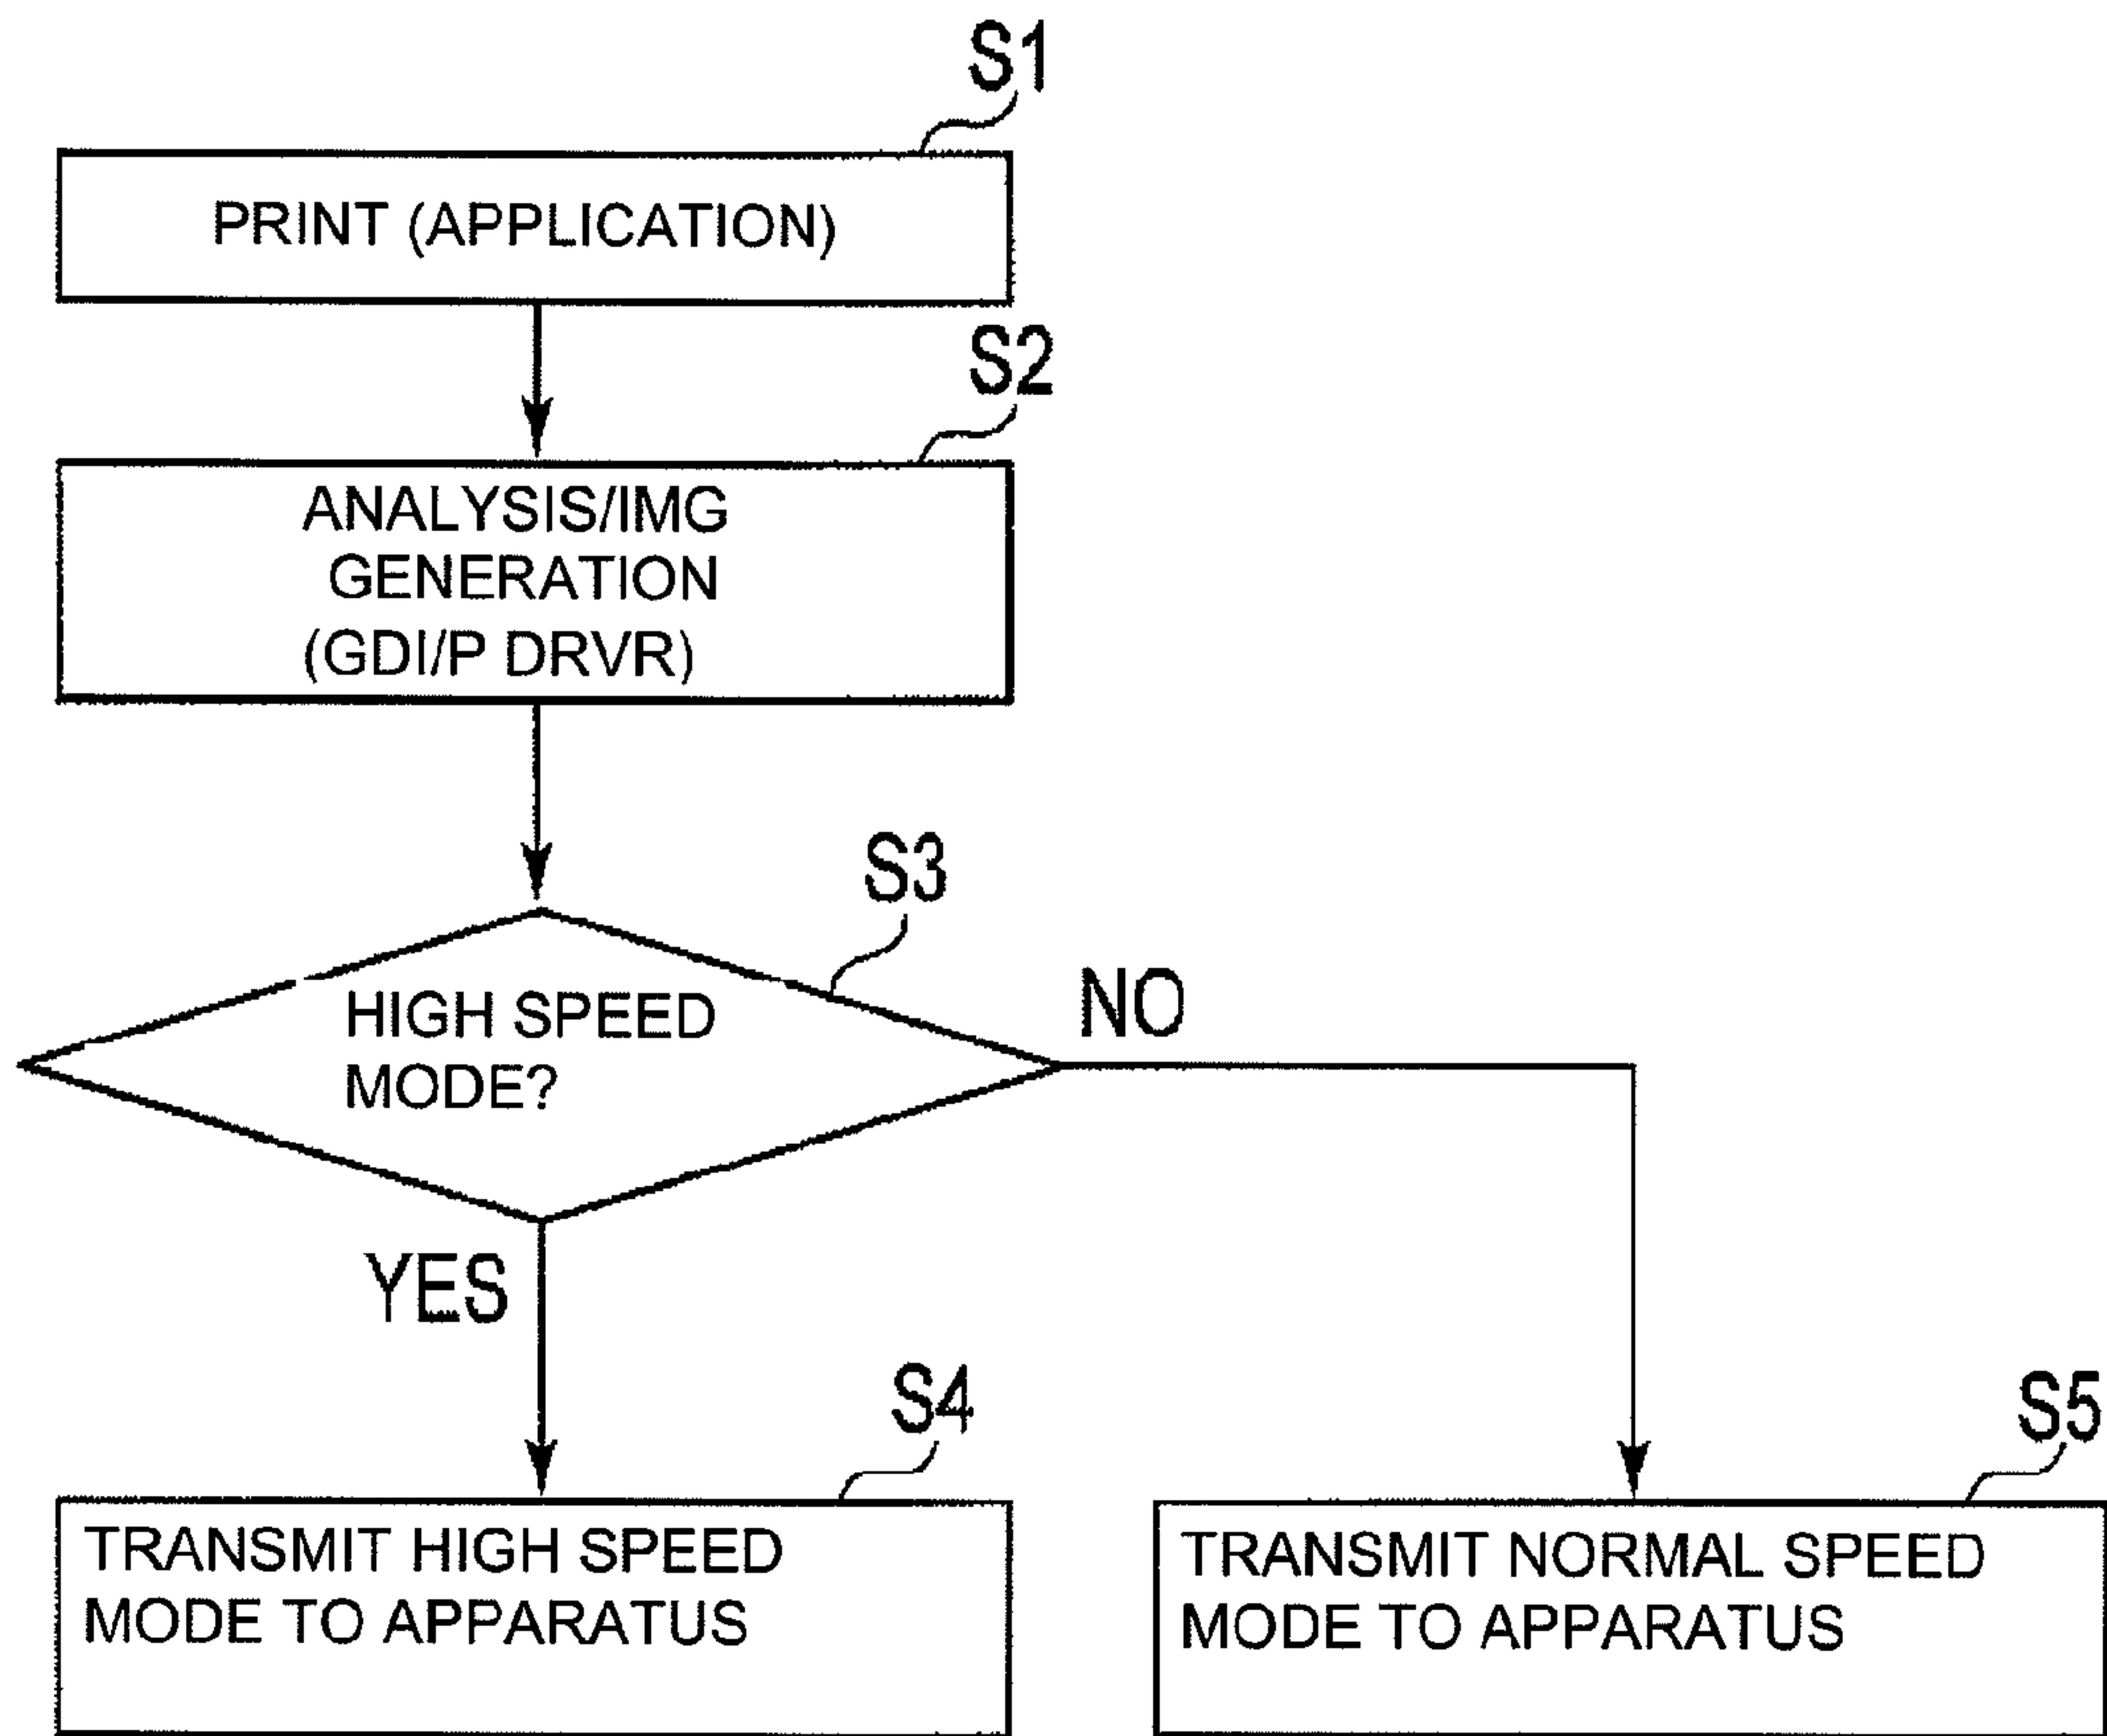 S1
PRINT (APPLICATION)
S2
ANALYSIS/IMG
GENERATION
(GDI/P DRVR)
S3
HIGH SPEED
MODE?
NO
YES
S4
TRANSMIT HIGH SPEED
MODE TO APPARATUS
S5
TRANSMIT NORMAL SPEED
MODE TO APPARATUS